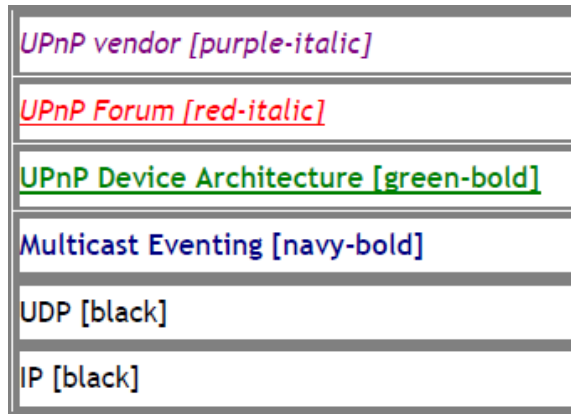 UPnP vendor [purple-italic]
UPnP Forum [red-italic]
UPnP Device Architecture [green-bold]
Multicast Eventing [navy-bold]
UDP [black]
IP [black]